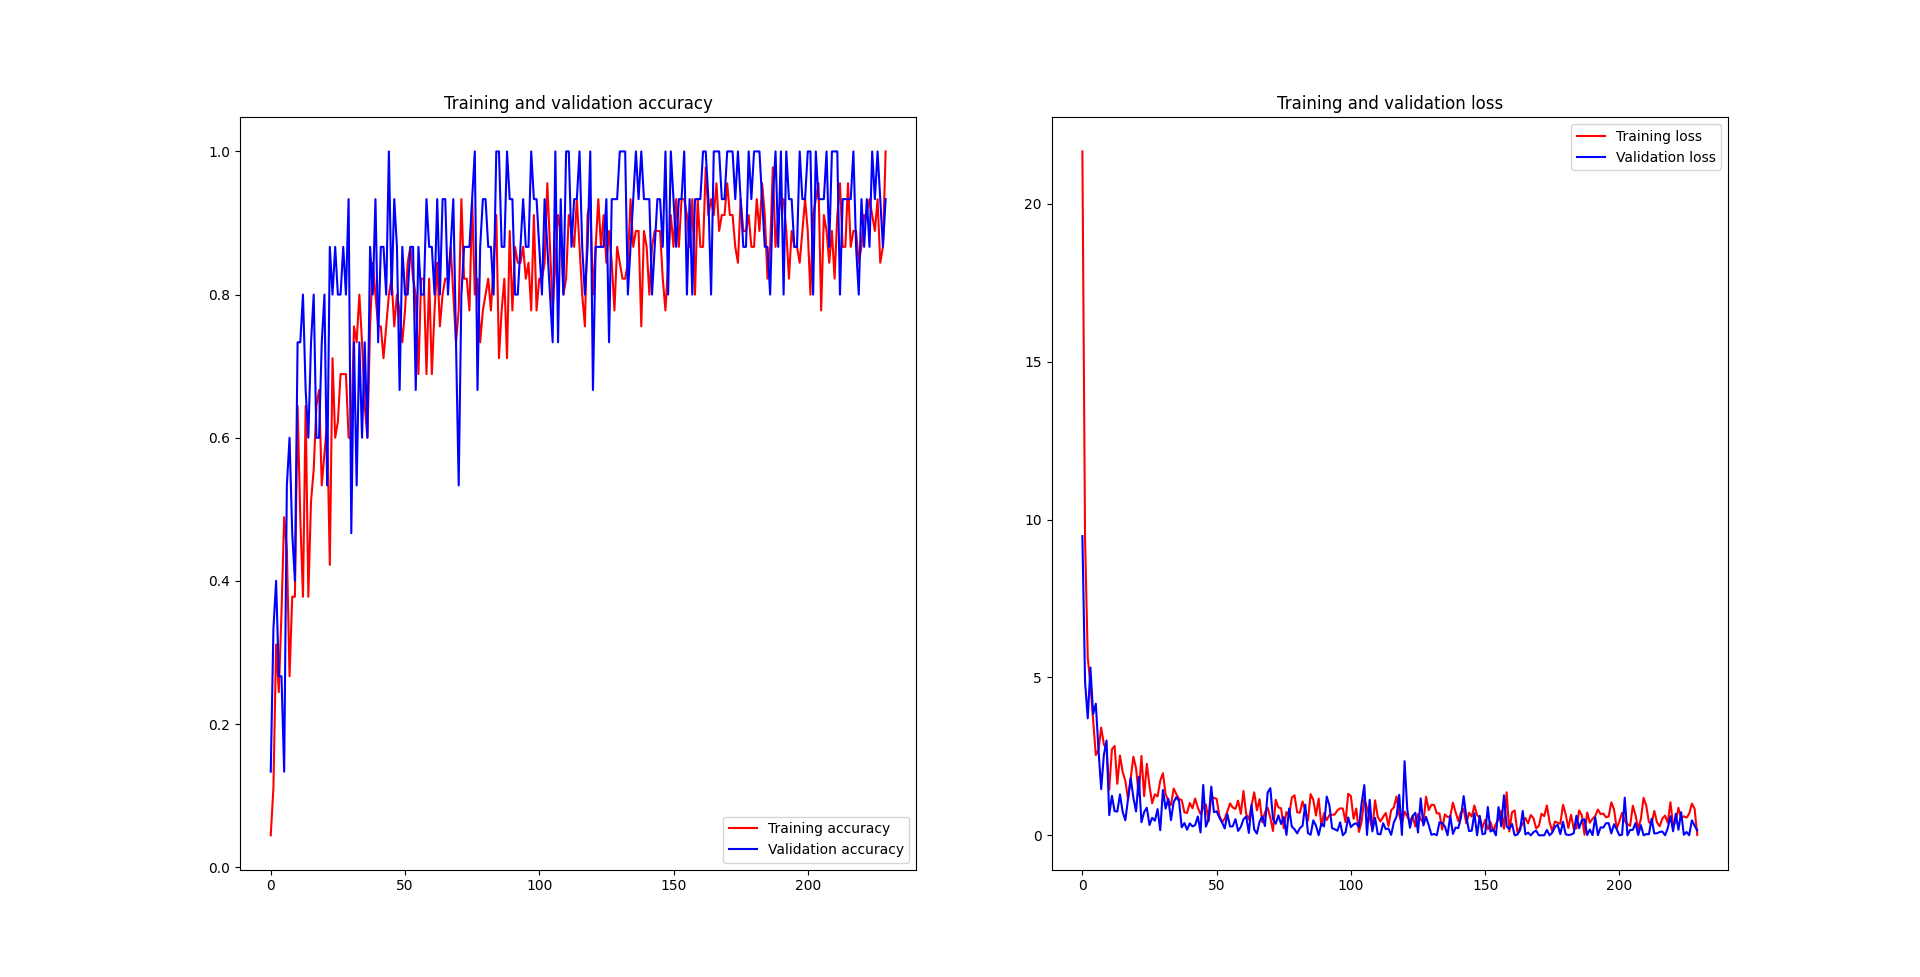 Training and validation accuracy
1.0
0.8
0.6
0.4
0.2
0.0
0 50 100 150 200
Training accuracy
Validation accuracy
Training and validation loss
20
15
10
5
0
0 50 100 150 200
Training loss
Validation loss